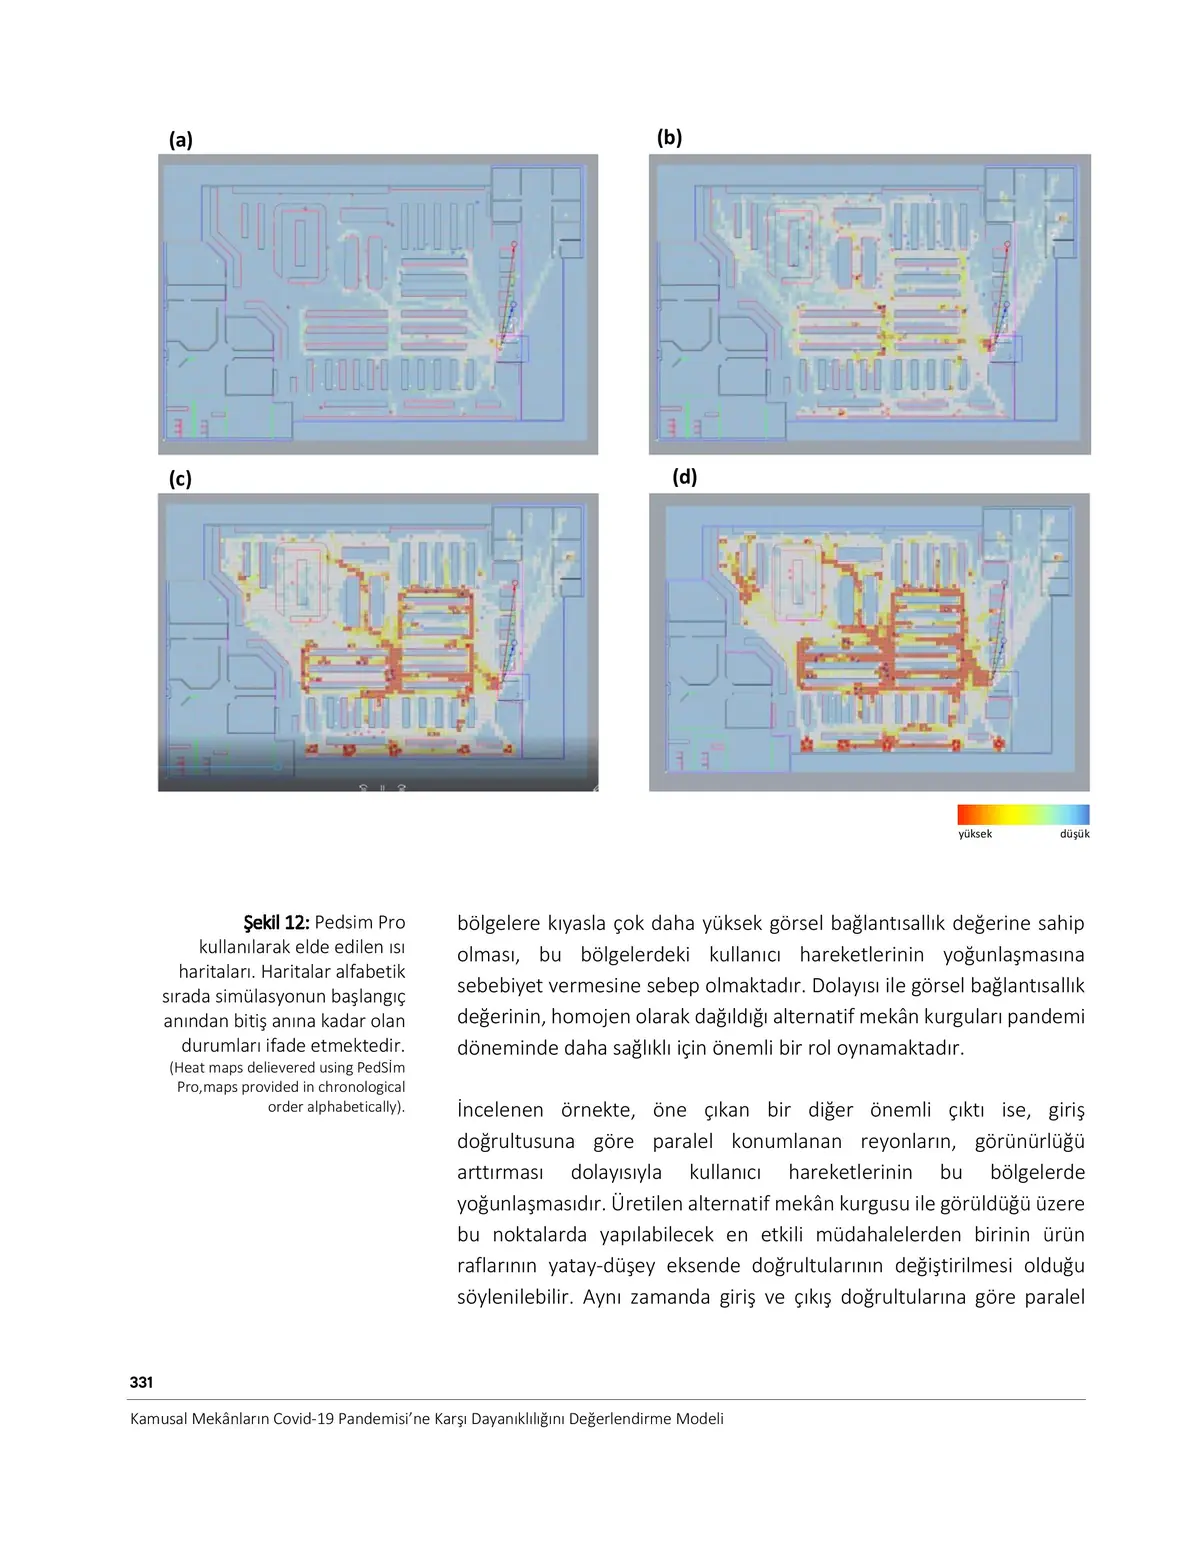 (a)
(b)
(c)
(d)
yüksek
düşük
Şekil 12: Pedsim Pro
kullanılarak elde edilen ısı
haritaları. Haritalar alfabetik
sırada simülasyonun başlangıç
anından bitiş anına kadar olan
durumları ifade etmektedir.
(Heat maps delievered using PedSİm
Pro,maps provided in chronological
order alphabetically).
bölgelere kıyasla çok daha yüksek görsel bağlantısallık değerine sahip
olması, bu bölgelerdeki kullanıcı hareketlerinin yoğunlaşmasına
sebebiyet vermesine sebep olmaktadır. Dolayısı ile görsel bağlantısallık
değerinin, homojen olarak dağıldığı alternatif mekân kurguları pandemi
döneminde daha sağlıklı için önemli bir rol oynamaktadır.
İncelenen örnekte, öne çıkan bir diğer önemli çıktı ise, giriş
doğrultusuna göre paralel konumlanan reyonların, görünürlüğü
arttırması dolayısıyla kullanıcı hareketlerinin bu bölgelerde
yoğunlaşmasıdır. Üretilen alternatif mekân kurgusu ile görüldüğü üzere
bu noktalarda yapılabilecek en etkili müdahalelerden birinin ürün
raflarının yatay-düşey eksende doğrultularının değiştirilmesi olduğu
söylenilebilir. Aynı zamanda giriş ve çıkış doğrultularına göre paralel
331
Kamusal Mekânların Covid-19 Pandemisi’ne Karşı Dayanıklılığını Değerlendirme Modeli